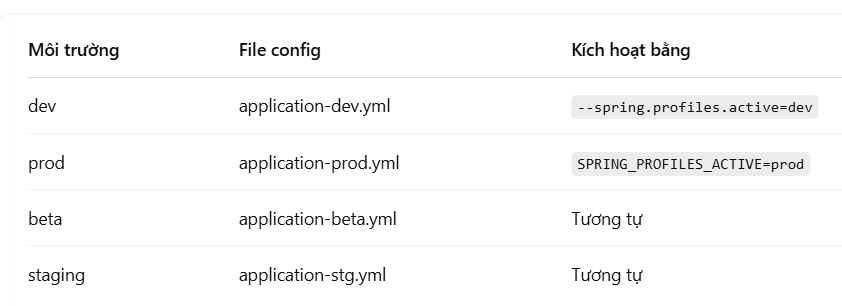 Môi trường File config Kích hoạt bằng
dev application-dev.yml --spring.profiles.active=dev
prod application-prod.yml SPRING_PROFILES_ACTIVE=prod
beta application-beta.yml Tương tự
staging application-stg.yml Tương tự